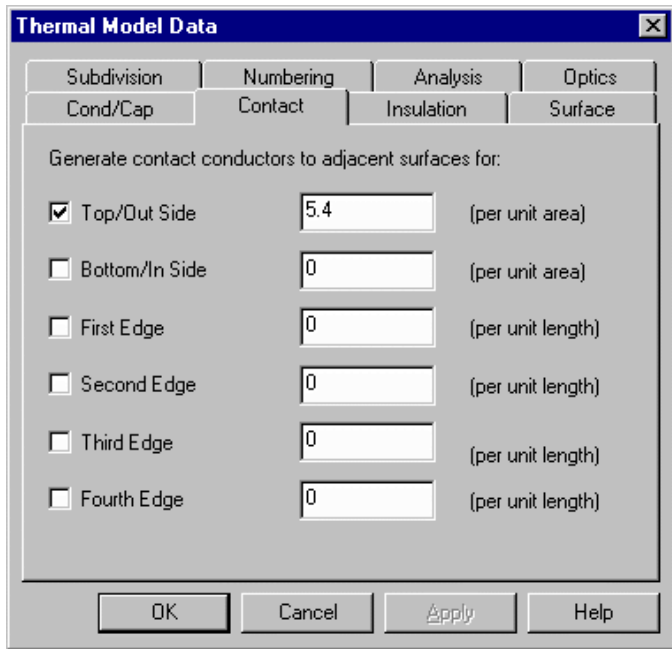 Thermal Model Data
Subdivision Numbering Analysis Optics
Cond/Cap Contact Insulation Surface
Generate contact conductors to adjacent surfaces for:
Top/Out Side 5.4 (per unit area)
Bottom/In Side 0 (per unit area)
First Edge 0 (per unit length)
Second Edge 0 (per unit length)
Third Edge 0 (per unit length)
Fourth Edge 0 (per unit length)
OK Cancel Apply Help